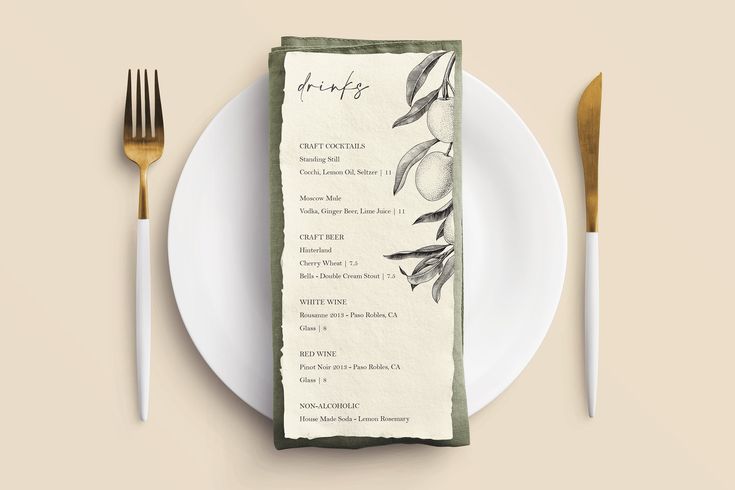 drinks
CRAFT COCKTAILS
Standing Still
Cocchi, Lemon Oil, Seltzer | 11
Moscow Mule
Vodka, Ginger Beer, Lime Juice | 11
CRAFT BEER
Hinterland
Cherry Wheat | 7.5
Bells - Double Cream Stout | 7.5
WHITE WINE
Rousanne 2013 - Paso Robles, CA
Glass | 8
RED WINE
Pinot Noir 2013 - Paso Robles, CA
Glass | 8
NON-ALCOHOLIC
House Made Soda - Lemon Rosemary